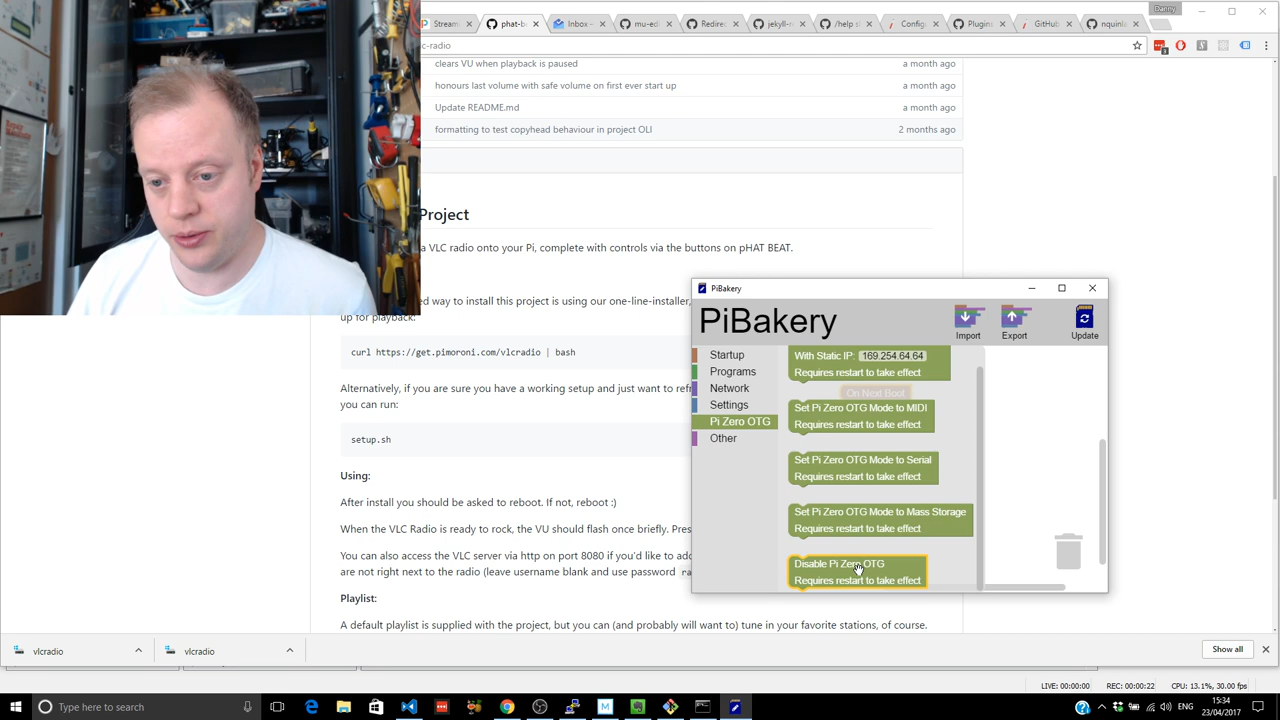 Danny
Stream
phat-b
Inbox –
mu-ed
Redirec
jekyll-r
/help s
Config
Plugins
GitHub
nquinla
lc-radio
clears VU when playback is paused
a month ago
honours last volume with safe volume on first ever start up
a month ago
Update README.md
a month ago
formatting to test copyhead behaviour in project OLI
2 months ago
Project
a VLC radio onto your Pi, complete with controls via the buttons on pHAT BEAT.
ed way to install this project is using our one-line-installer,
up for playback:
curl https://get.pimoroni.com/vlcradio | bash
Alternatively, if you are sure you have a working setup and just want to refr
you can run:
setup.sh
Using:
After install you should be asked to reboot. If not, reboot :)
When the VLC Radio is ready to rock, the VU should flash once briefly. Pres
You can also access the VLC server via http on port 8080 if you'd like to add
are not right next to the radio (leave username blank and use password ra
Playlist:
A default playlist is supplied with the project, but you can (and probably will want to) tune in your favorite stations, of course.
PiBakery
PiBakery
Import
Export
Update
Startup
Programs
Network
Settings
Pi Zero OTG
Other
With Static IP: 169.254.64.64
Requires restart to take effect
On Next Boot
Set Pi Zero OTG Mode to MIDI
Requires restart to take effect
Set Pi Zero OTG Mode to Serial
Requires restart to take effect
Set Pi Zero OTG Mode to Mass Storage
Requires restart to take effect
Disable Pi Zero OTG
Requires restart to take effect
vlcradio
vlcradio
Show all
LIVE: 00:00:00
REC: 00:00:22
CPU: 13.1%, 30.00 fps
Type here to search
ENG
15:34
23/04/2017